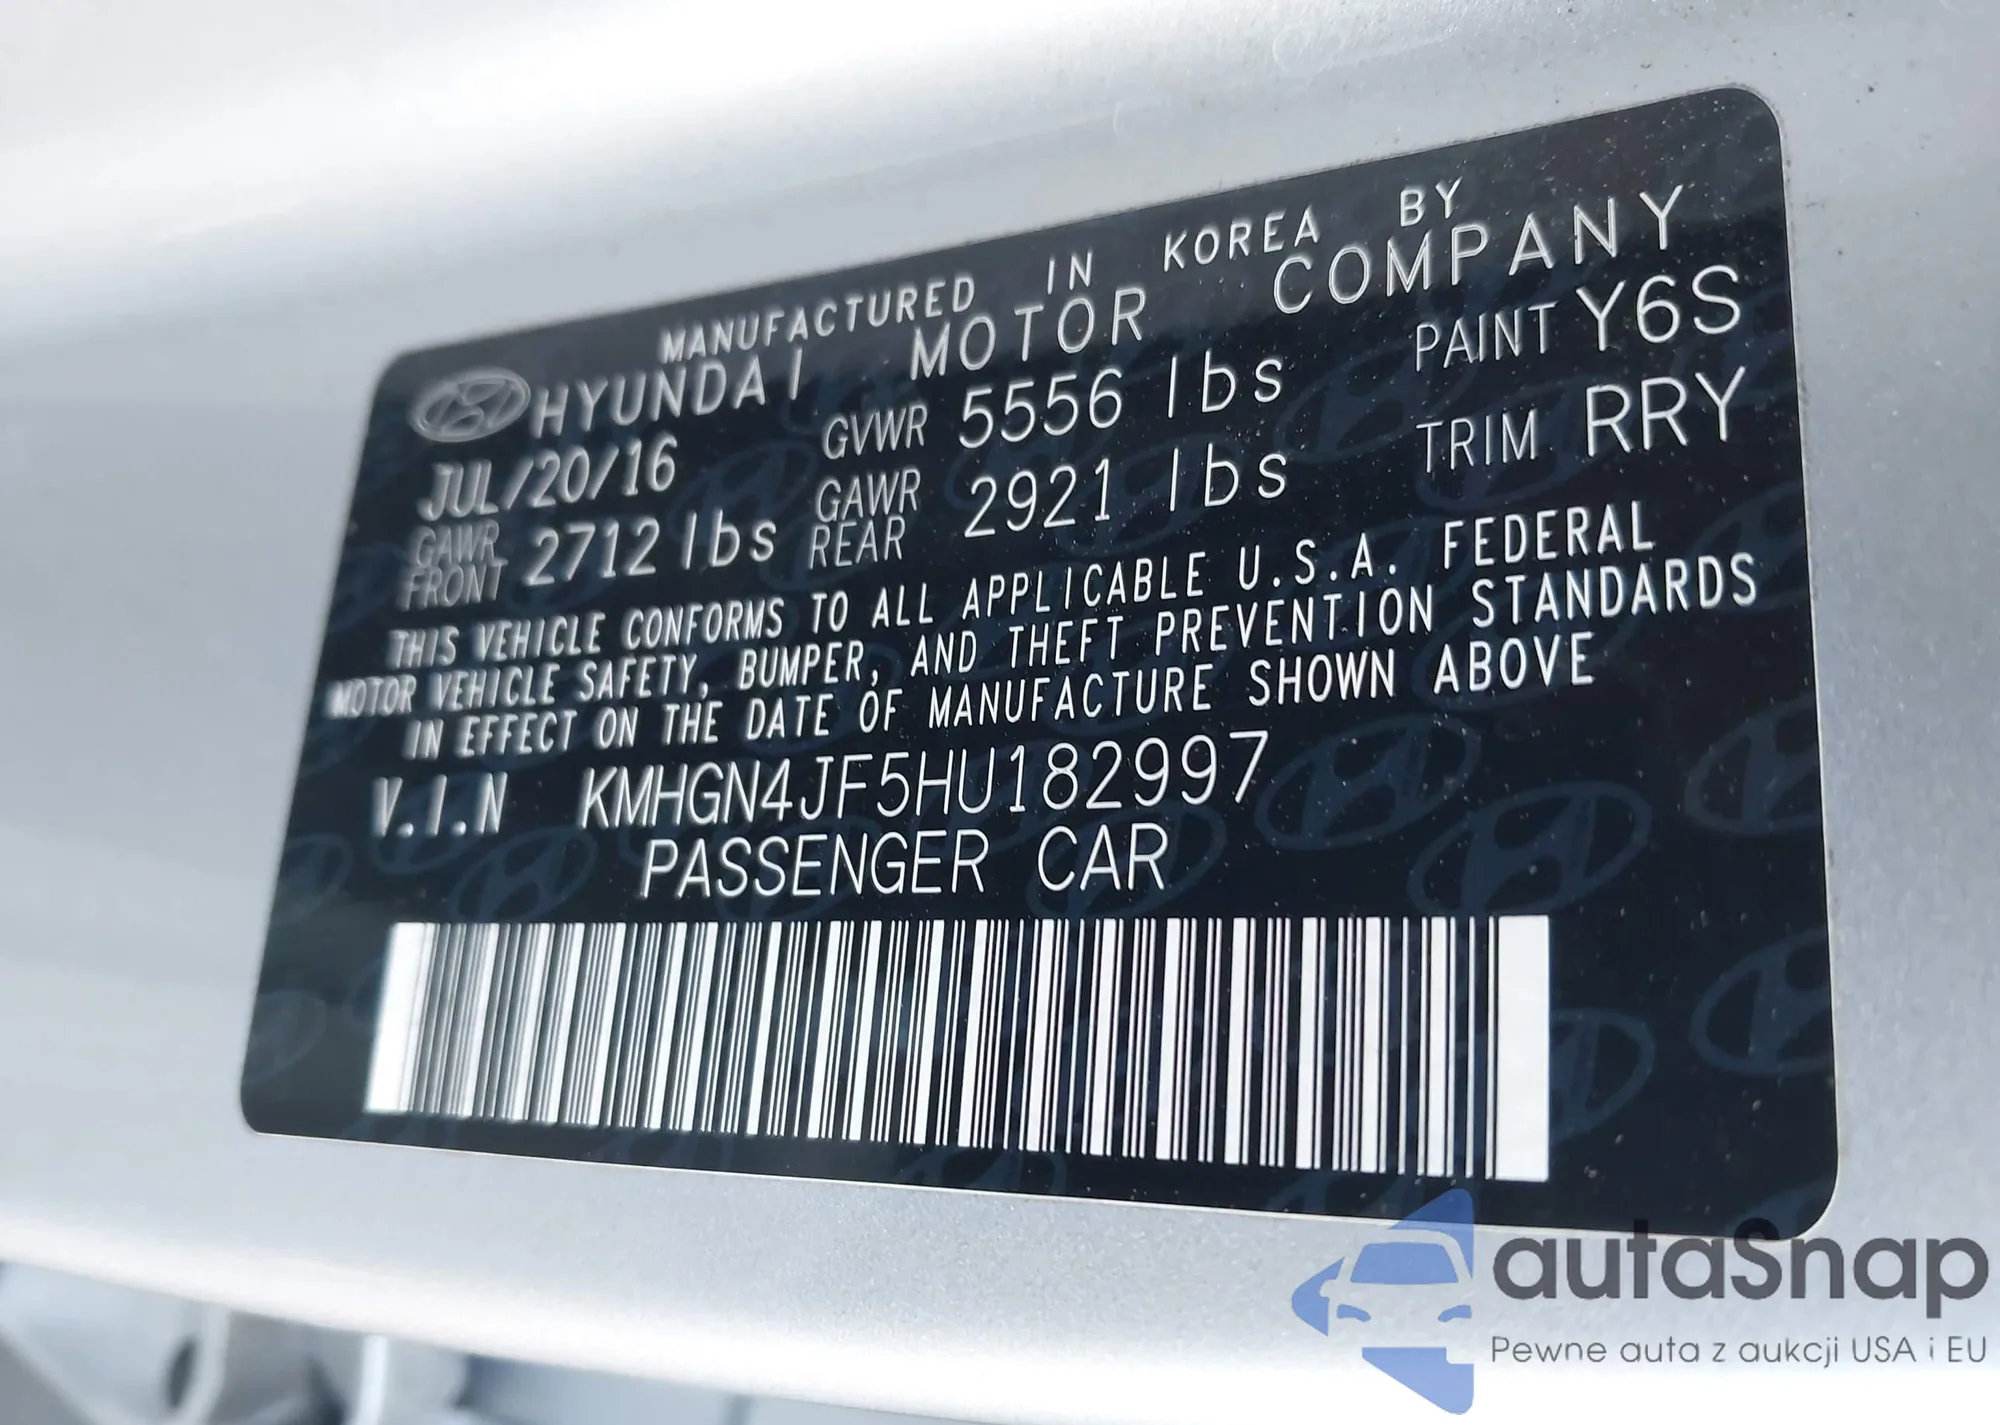 MANUFACTURED IN KOREA BY
HYUNDAI MOTOR COMPANY
JUL/20/16 GVWR 5556 lbs PAINT Y6S
GAWR FRONT 2712 lbs GAWR REAR 2921 lbs TRIM RRY
THIS VEHICLE CONFORMS TO ALL APPLICABLE U.S.A. FEDERAL
MOTOR VEHICLE SAFETY, BUMPER, AND THEFT PREVENTION STANDARDS
IN EFFECT ON THE DATE OF MANUFACTURE SHOWN ABOVE
V.I.N KMHGN4JF5HU182997
PASSENGER CAR
autaSnap
Pewne auta z aukcji USA i EU